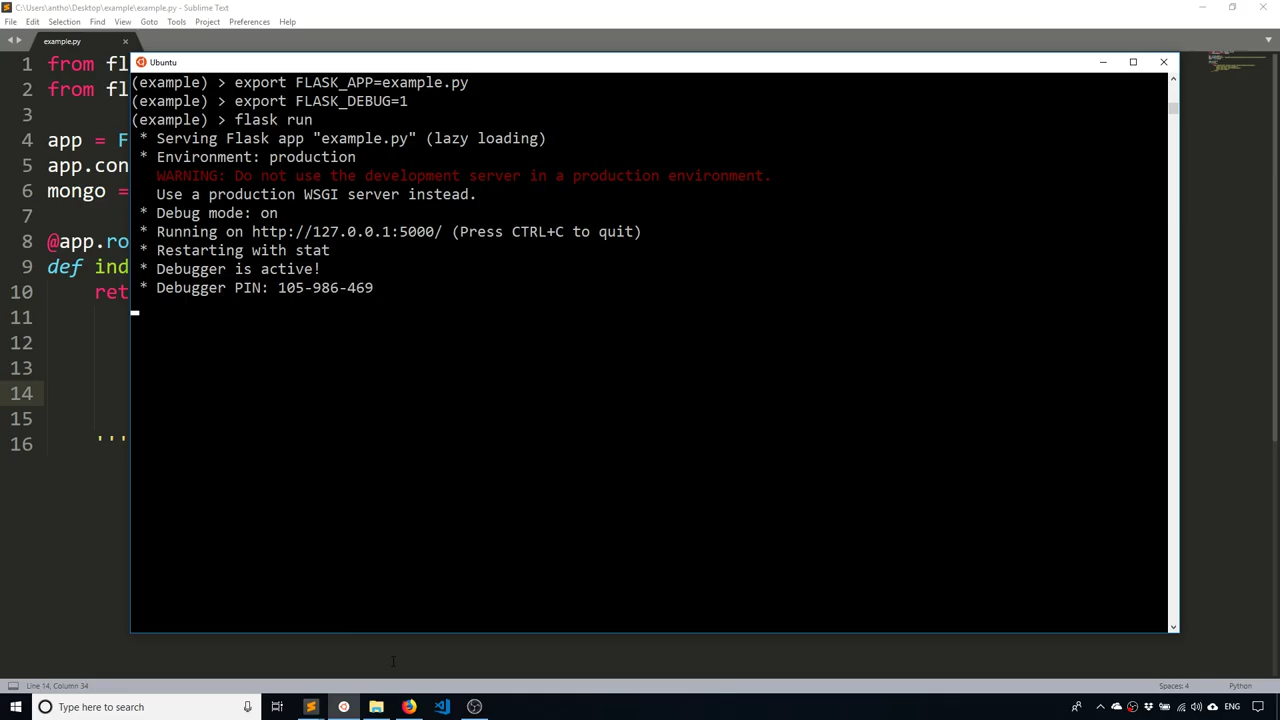 C:\Users\antho\Desktop\example\example.py - Sublime Text
File Edit Selection Find View Goto Tools Project Preferences Help
example.py
Ubuntu
1 from fl
2 from fl
3
4 app = F
5 app.con
6 mongo =
7
8 @app.ro
9 def ind
10 ret
11
12
13
14
15
16 '''
(example) > export FLASK_APP=example.py
(example) > export FLASK_DEBUG=1
(example) > flask run
* Serving Flask app "example.py" (lazy loading)
* Environment: production
WARNING: Do not use the development server in a production environment.
Use a production WSGI server instead.
* Debug mode: on
* Running on http://127.0.0.1:5000/ (Press CTRL+C to quit)
* Restarting with stat
* Debugger is active!
* Debugger PIN: 105-986-469
Line 14, Column 34
Spaces: 4 Python
Type here to search
ENG